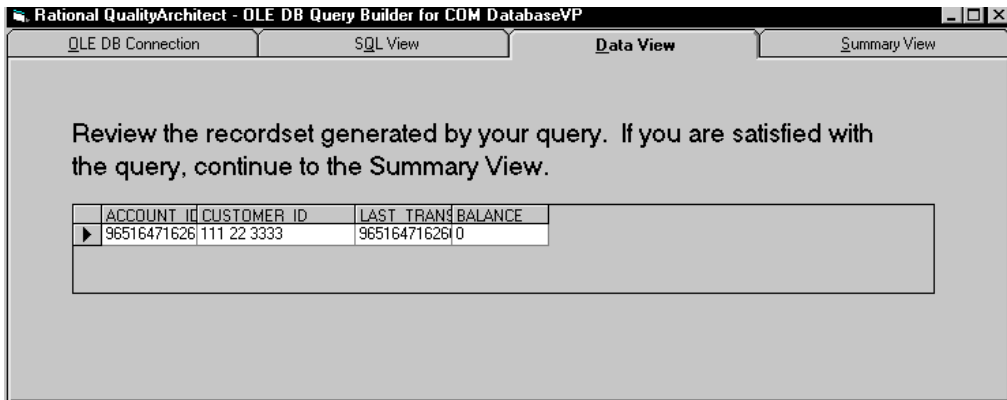 Rational QualityArchitect - OLE DB Query Builder for COM DatabaseVP
OLE DB Connection SQL View Data View Summary View
Review the recordset generated by your query. If you are satisfied with
the query, continue to the Summary View.
ACCOUNT_ID CUSTOMER_ID LAST_TRANS BALANCE
96516471626 111 22 3333 96516471626 0